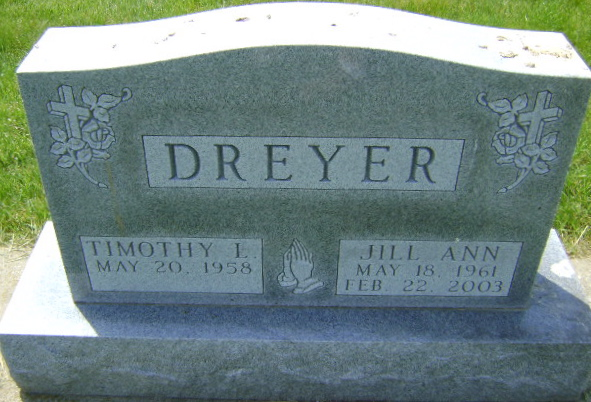 DREYER
TIMOTHY L.
MAY 20, 1958
JILL ANN
MAY 18, 1961
FEB. 22, 2003